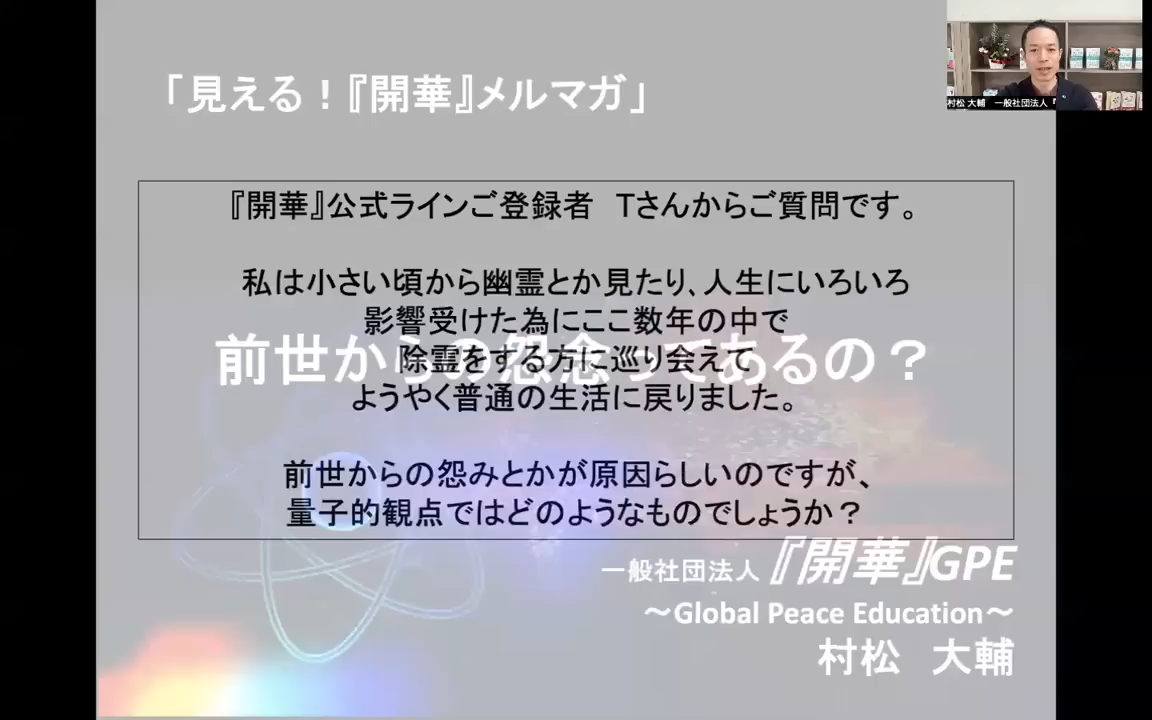 「見える！『開華』メルマガ」
村松 大輔　一般社団法人『
『開華』公式ラインご登録者　Tさんからご質問です。
私は小さい頃から幽霊とか見たり、人生にいろいろ
影響受けた為にここ数年の中で
前世からの怨念ってあるの？
除霊をする方に巡り会えて
ようやく普通の生活に戻りました。
前世からの怨みとかが原因らしいのですが、
量子的観点ではどのようなものでしょうか？
一般社団法人『開華』GPE
～Global Peace Education～
村松　大輔